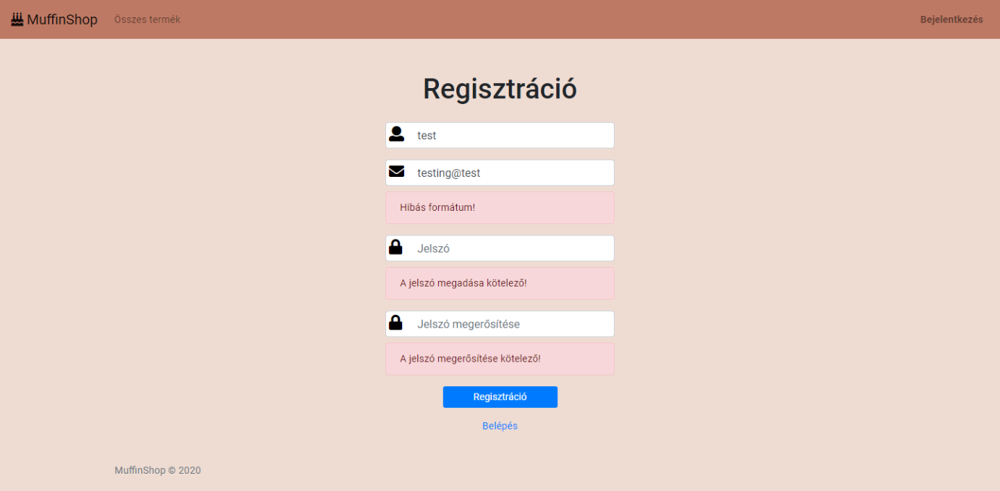 MuffinShop Összes termék Bejelentkezés
Regisztráció
test
testing@test
Hibás formátum!
Jelszó
A jelszó megadása kötelező!
Jelszó megerősítése
A jelszó megerősítése kötelező!
Regisztráció
Belépés
MuffinShop © 2020